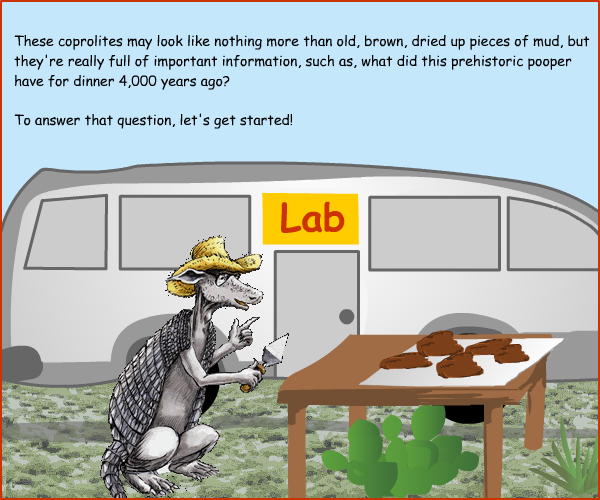 These coprolites may look like nothing more than old, brown, dried up pieces of mud, but
they're really full of important information, such as, what did this prehistoric pooper
have for dinner 4,000 years ago?
To answer that question, let's get started!
Lab